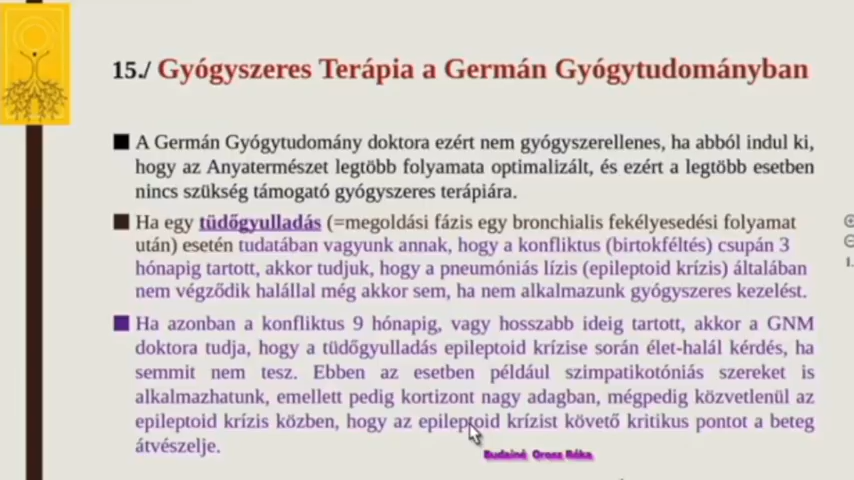 15./ Gyógyszeres Terápia a Germán Gyógytudományban
A Germán Gyógytudomány doktora ezért nem gyógyszerellenes, ha abból indul ki,
hogy az Anyatermészet legtöbb folyamata optimalizált, és ezért a legtöbb esetben
nincs szükség támogató gyógyszeres terápiára.
Ha egy tüdőgyulladás (=megoldási fázis egy bronchialis fekélyesedési folyamat
után) esetén tudatában vagyunk annak, hogy a konfliktus (birtokféltés) csupán 3
hónapig tartott, akkor tudjuk, hogy a pneumóniás lízis (epileptoid krízis) általában
nem végződik halállal még akkor sem, ha nem alkalmazunk gyógyszeres kezelést.
Ha azonban a konfliktus 9 hónapig, vagy hosszabb ideig tartott, akkor a GNM
doktora tudja, hogy a tüdőgyulladás epileptoid krízise során élet-halál kérdés, ha
semmit nem tesz. Ebben az esetben például szimpatikotóniás szereket is
alkalmazhatunk, emellett pedig kortizont nagy adagban, mégpedig közvetlenül az
epileptoid krízis közben, hogy az epileptoid krízist követő kritikus pontot a beteg
átvészelje.
Budainé Orosz Réka
1.